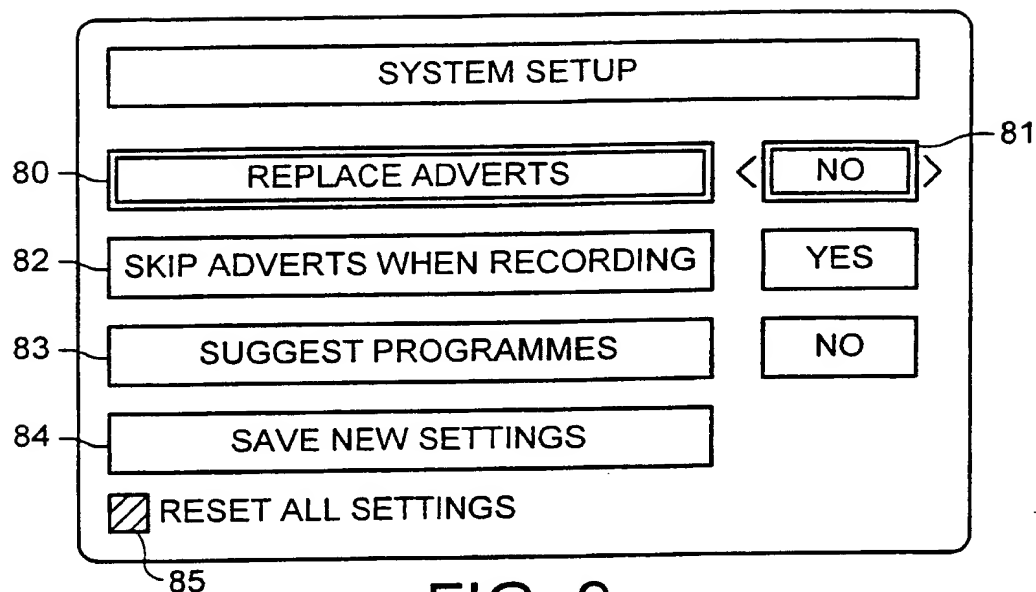 SYSTEM SETUP
80 REPLACE ADVERTS < NO > 81
82 SKIP ADVERTS WHEN RECORDING YES
83 SUGGEST PROGRAMMES NO
84 SAVE NEW SETTINGS
RESET ALL SETTINGS
85